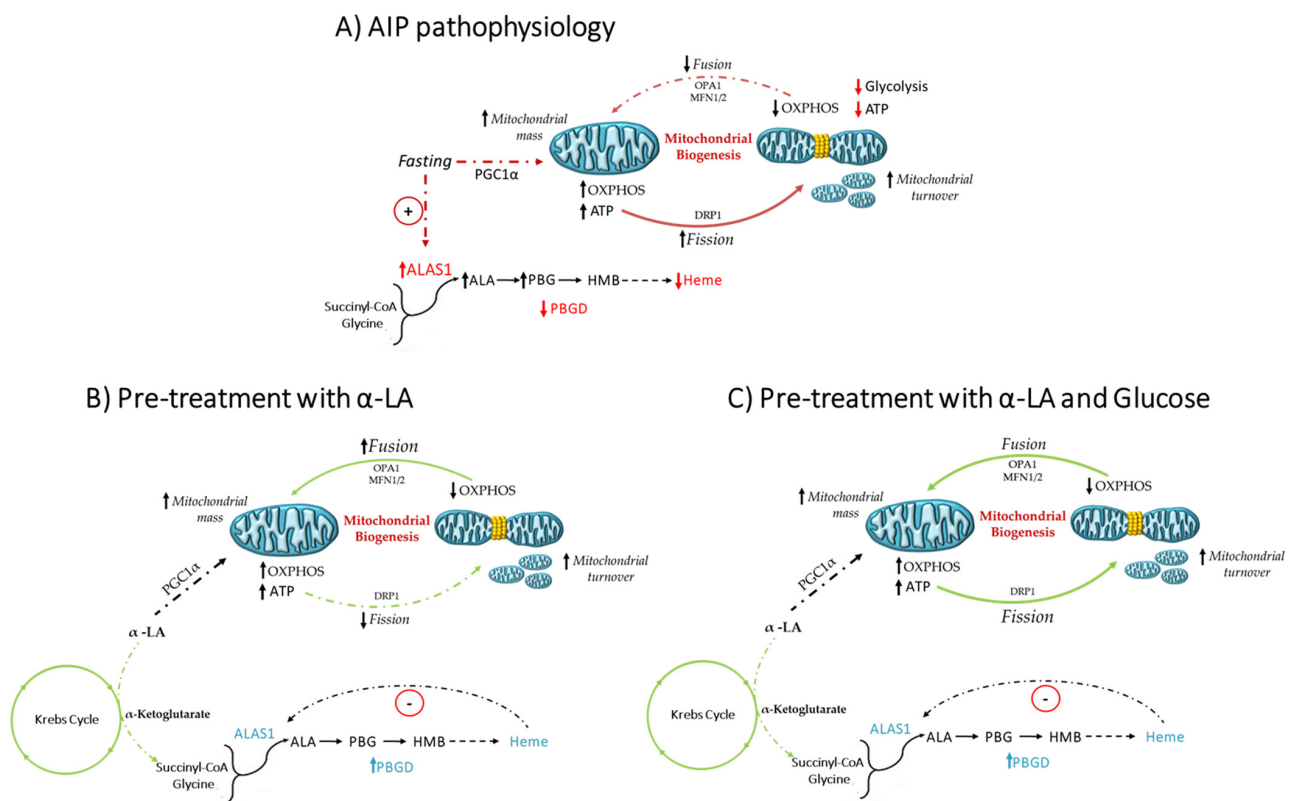 A) AIP pathophysiology
Fusion
OPA1
MFN1/2
Glycolysis
OXPHOS
ATP
Mitochondrial
mass
Mitochondrial
Biogenesis
Fasting
PGC1α
Mitochondrial
turnover
OXPHOS
ATP
DRP1
Fission
+
ALAS1
ALA
PBG
HMB
Heme
Succinyl-CoA
Glycine
PBGD
B) Pre-treatment with α-LA
Fusion
OPA1
MFN1/2
OXPHOS
Mitochondrial
mass
Mitochondrial
Biogenesis
OXPHOS
ATP
Mitochondrial
turnover
PGC1α
DRP1
Fission
α -LA
Krebs Cycle
α-Ketoglutarate
-
ALAS1
ALA
PBG
HMB
Heme
Succinyl-CoA
Glycine
PBGD
C) Pre-treatment with α-LA and Glucose
Fusion
OPA1
MFN1/2
OXPHOS
Mitochondrial
mass
Mitochondrial
Biogenesis
OXPHOS
ATP
Mitochondrial
turnover
PGC1α
DRP1
Fission
α -LA
Krebs Cycle
α-Ketoglutarate
-
ALAS1
ALA
PBG
HMB
Heme
Succinyl-CoA
Glycine
PBGD